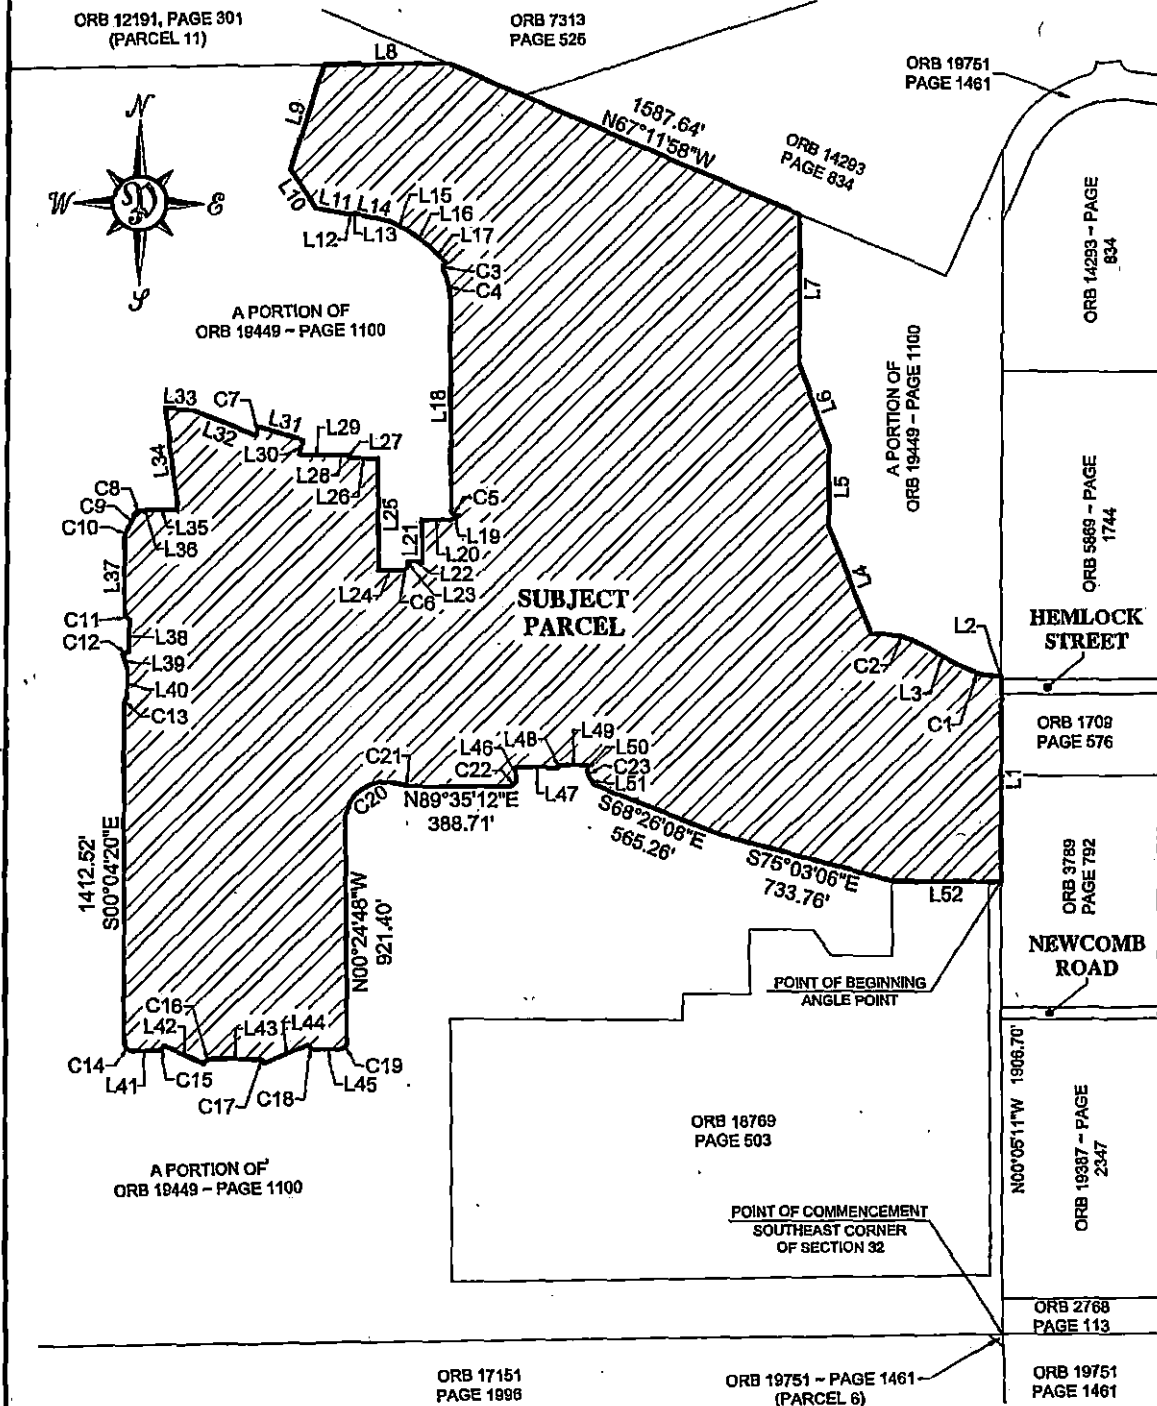 ORB 12191, PAGE 301
(PARCEL 11)
ORB 7313
PAGE 526
L8
ORB 19751
PAGE 1461
L9
1587.64'
N67°11'58"W
ORB 14293
PAGE 834
N
W
E
S
L10
L11
L14
L15
L16
L12
L13
L17
C3
C4
L7
ORB 14293 ~ PAGE
834
A PORTION OF
ORB 19449 ~ PAGE 1100
A PORTION OF
ORB 19449 ~ PAGE 1100
L18
L6
L33
C7
L31
L29
L27
L32
L30
L28
L26
L34
C8
C9
C10
L35
L36
L25
C5
L19
L21
L20
L5
ORB 5869 ~ PAGE
1744
L37
L22
L24
L23
C6
L4
SUBJECT
PARCEL
C11
L38
C12
L39
L40
C13
L2
HEMLOCK
STREET
C2
L3
C1
ORB 1709
PAGE 576
C21
L46
L48
L49
L50
C22
C23
L51
L47
C20
N89°35'12"E
388.71'
L1
S68°26'08"E
565.26'
S75°03'06"E
733.76'
L52
ORB 3789
PAGE 792
1412.52'
S00°04'20"E
N00°24'48"W
921.40'
NEWCOMB
ROAD
POINT OF BEGINNING
ANGLE POINT
C16
L42
L43
L44
C14
L41
C15
C17
C18
L45
C19
N00°05'11"W 1906.70'
ORB 19387 ~ PAGE
2347
ORB 18769
PAGE 503
A PORTION OF
ORB 19449 ~ PAGE 1100
POINT OF COMMENCEMENT
SOUTHEAST CORNER
OF SECTION 32
ORB 2768
PAGE 113
ORB 17151
PAGE 1996
ORB 19751 ~ PAGE 1461
(PARCEL 6)
ORB 19751
PAGE 1461